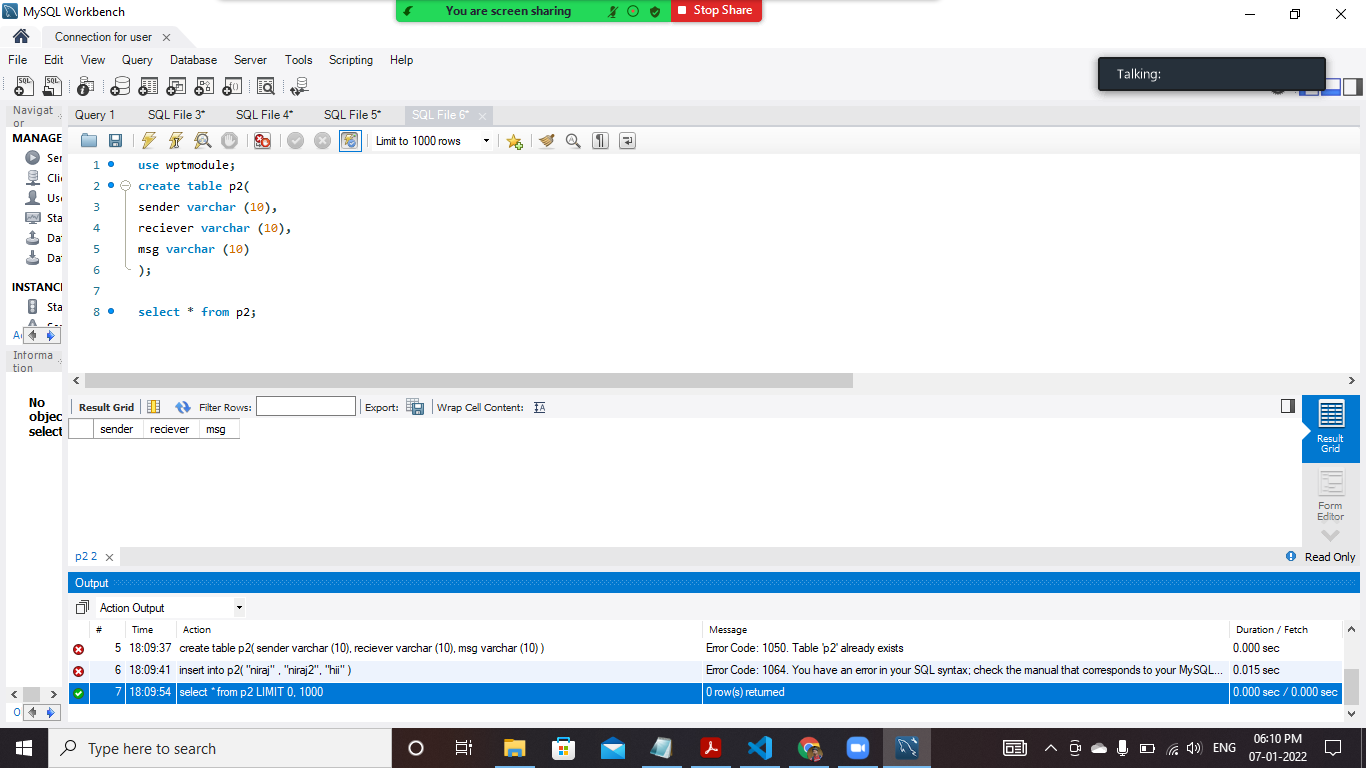 MySQL Workbench
You are screen sharing
Stop Share
Connection for user
File Edit View Query Database Server Tools Scripting Help
Talking:
Navigat
or
Query 1 SQL File 3* SQL File 4* SQL File 5* SQL File 6*
MANAGE
Limit to 1000 rows
Ser
Clie
Use
Sta
Dat
Dat
INSTANC
Sta
1 use wptmodule;
2 create table p2(
3 sender varchar (10),
4 reciever varchar (10),
5 msg varchar (10)
6 );
7
8 select * from p2;
Informa
tion
No
objec
select
Result Grid Filter Rows: Export: Wrap Cell Content:
sender reciever msg
Result
Grid
Form
Editor
p2 2
Read Only
Output
Action Output
# Time Action Message Duration / Fetch
5 18:09:37 create table p2( sender varchar (10), reciever varchar (10), msg varchar (10) ) Error Code: 1050. Table 'p2' already exists 0.000 sec
6 18:09:41 insert into p2( "niraj" , "niraj2", "hii" ) Error Code: 1064. You have an error in your SQL syntax; check the manual that corresponds to your MySQL... 0.015 sec
7 18:09:54 select * from p2 LIMIT 0, 1000 0 row(s) returned 0.000 sec / 0.000 sec
Type here to search
ENG
06:10 PM
07-01-2022